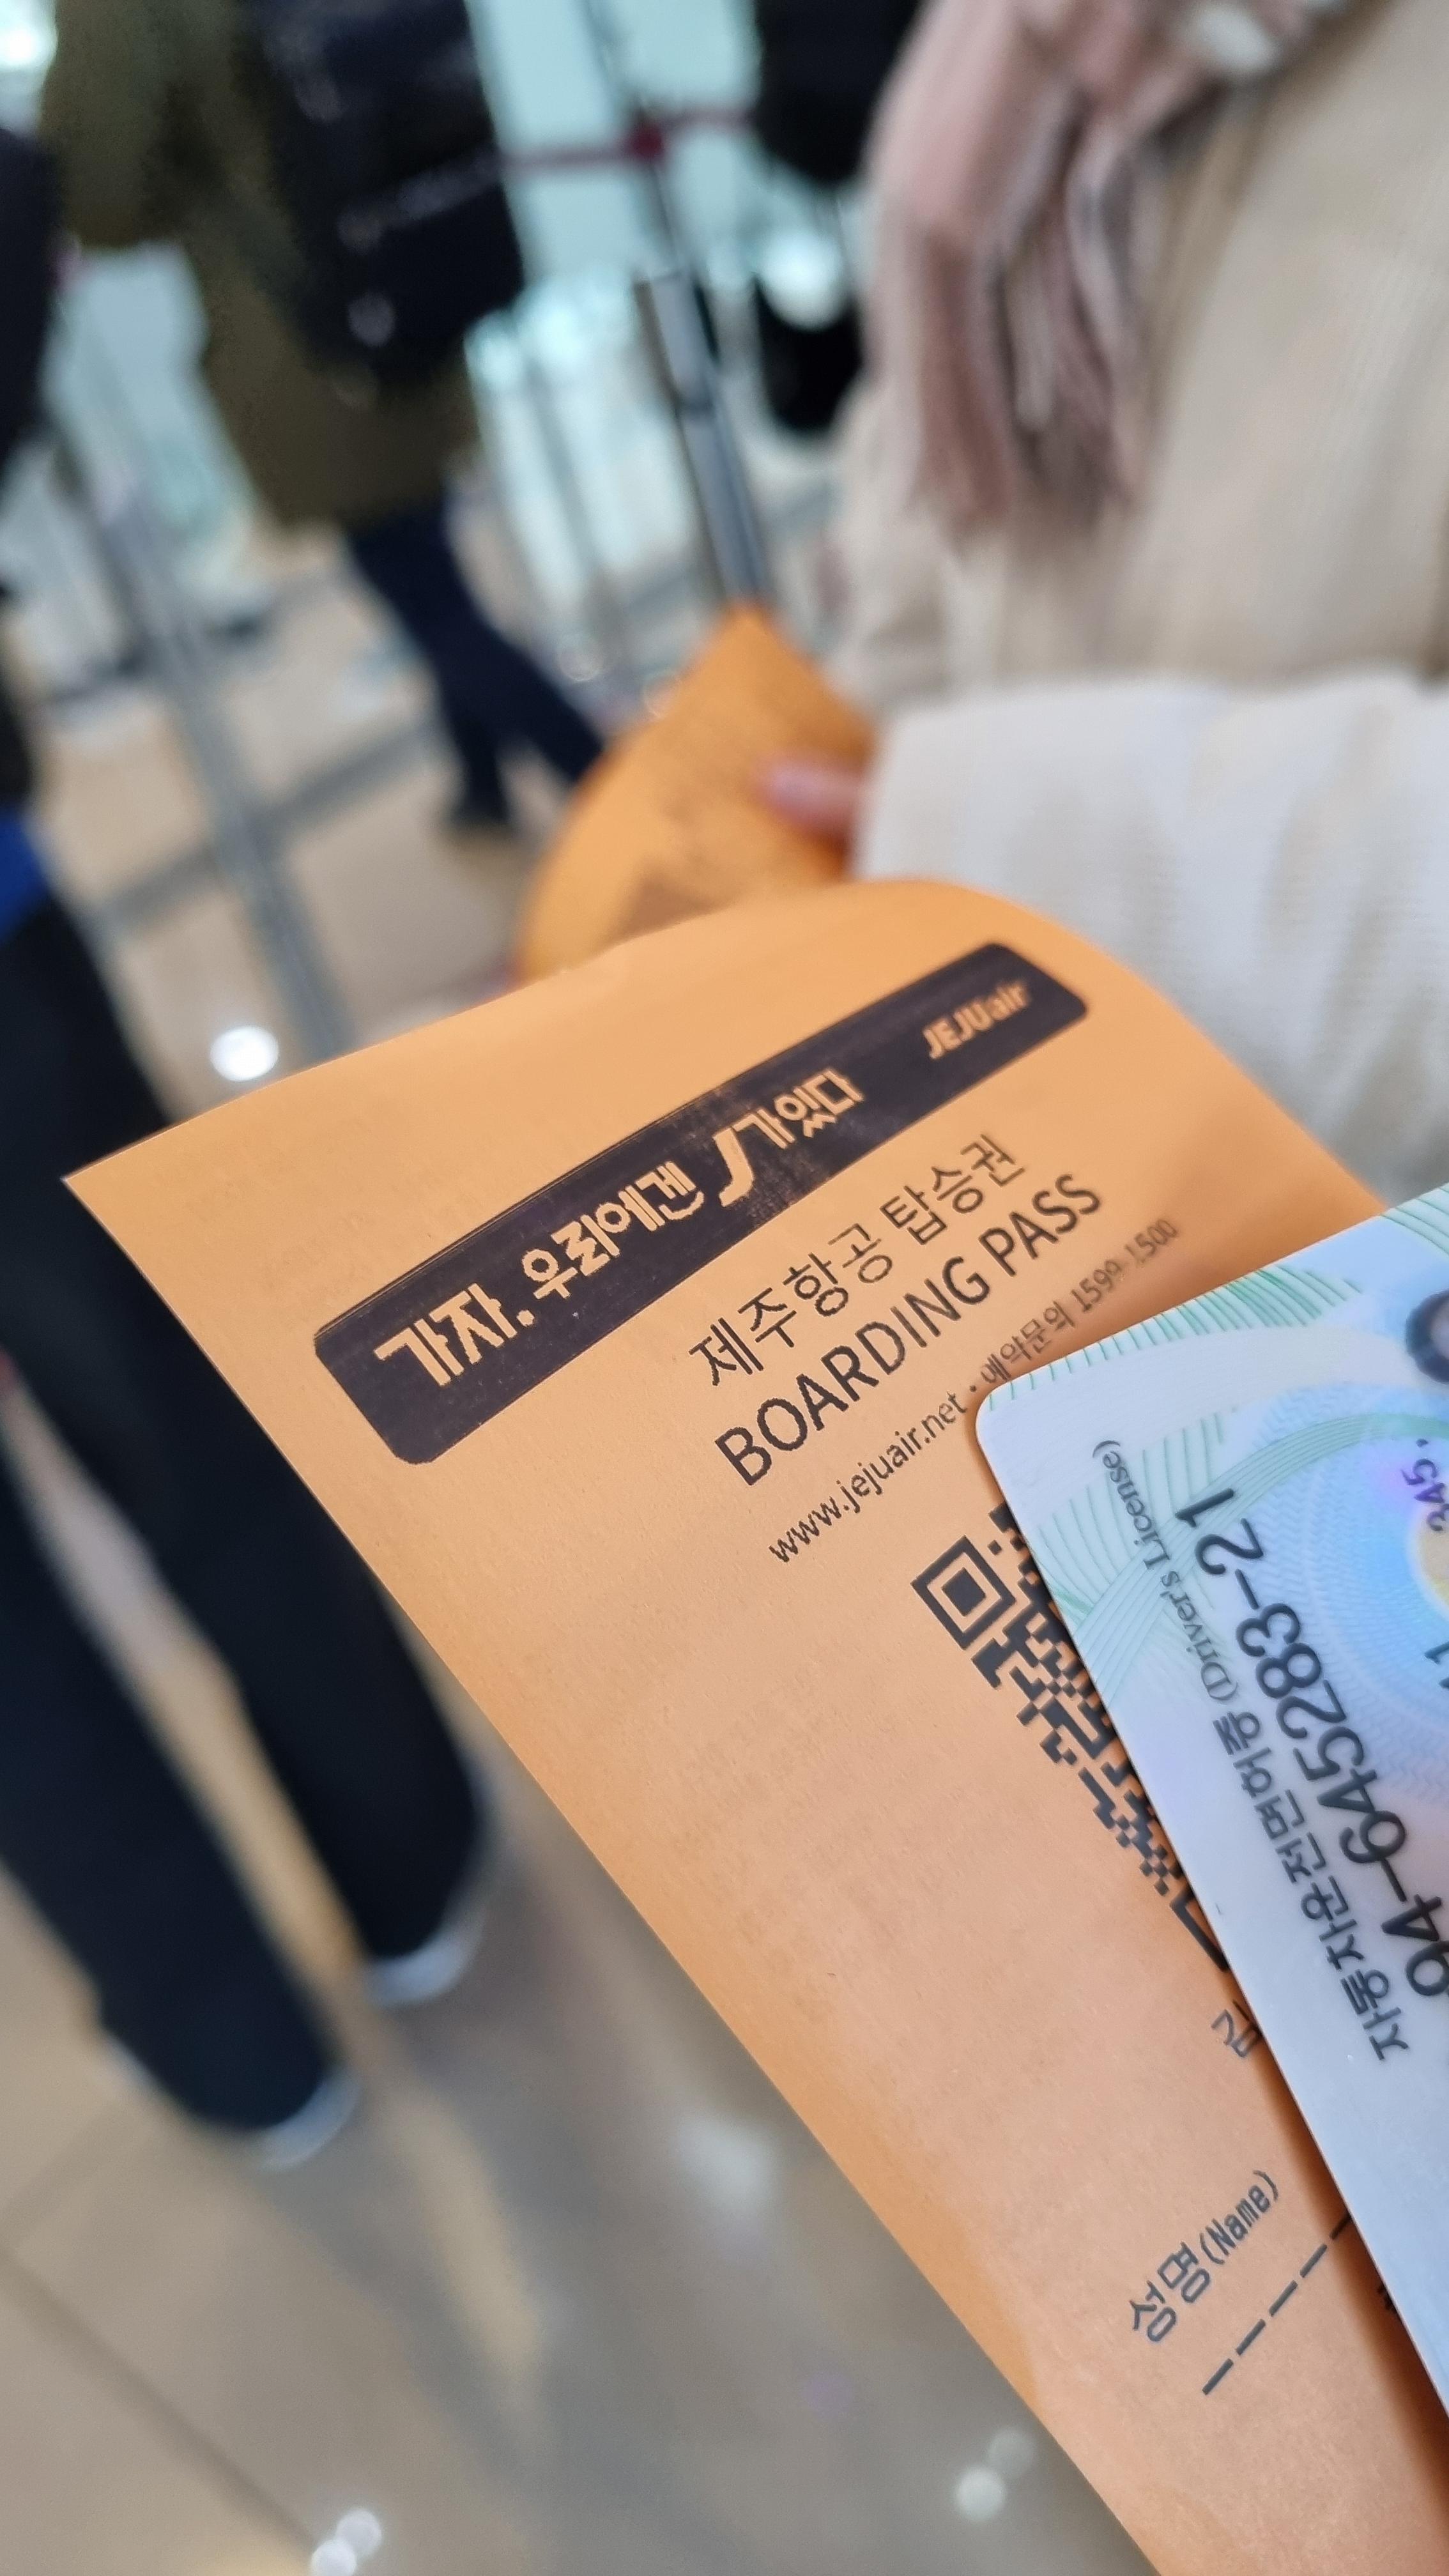 가자. 우리에겐 J가 있다
JEJUair
제주항공 탑승권
BOARDING PASS
www.jejuair.net · 예약문의 1599-1500
성명(Name)
자동차운전면허증 (Driver's License)
94-645283-21